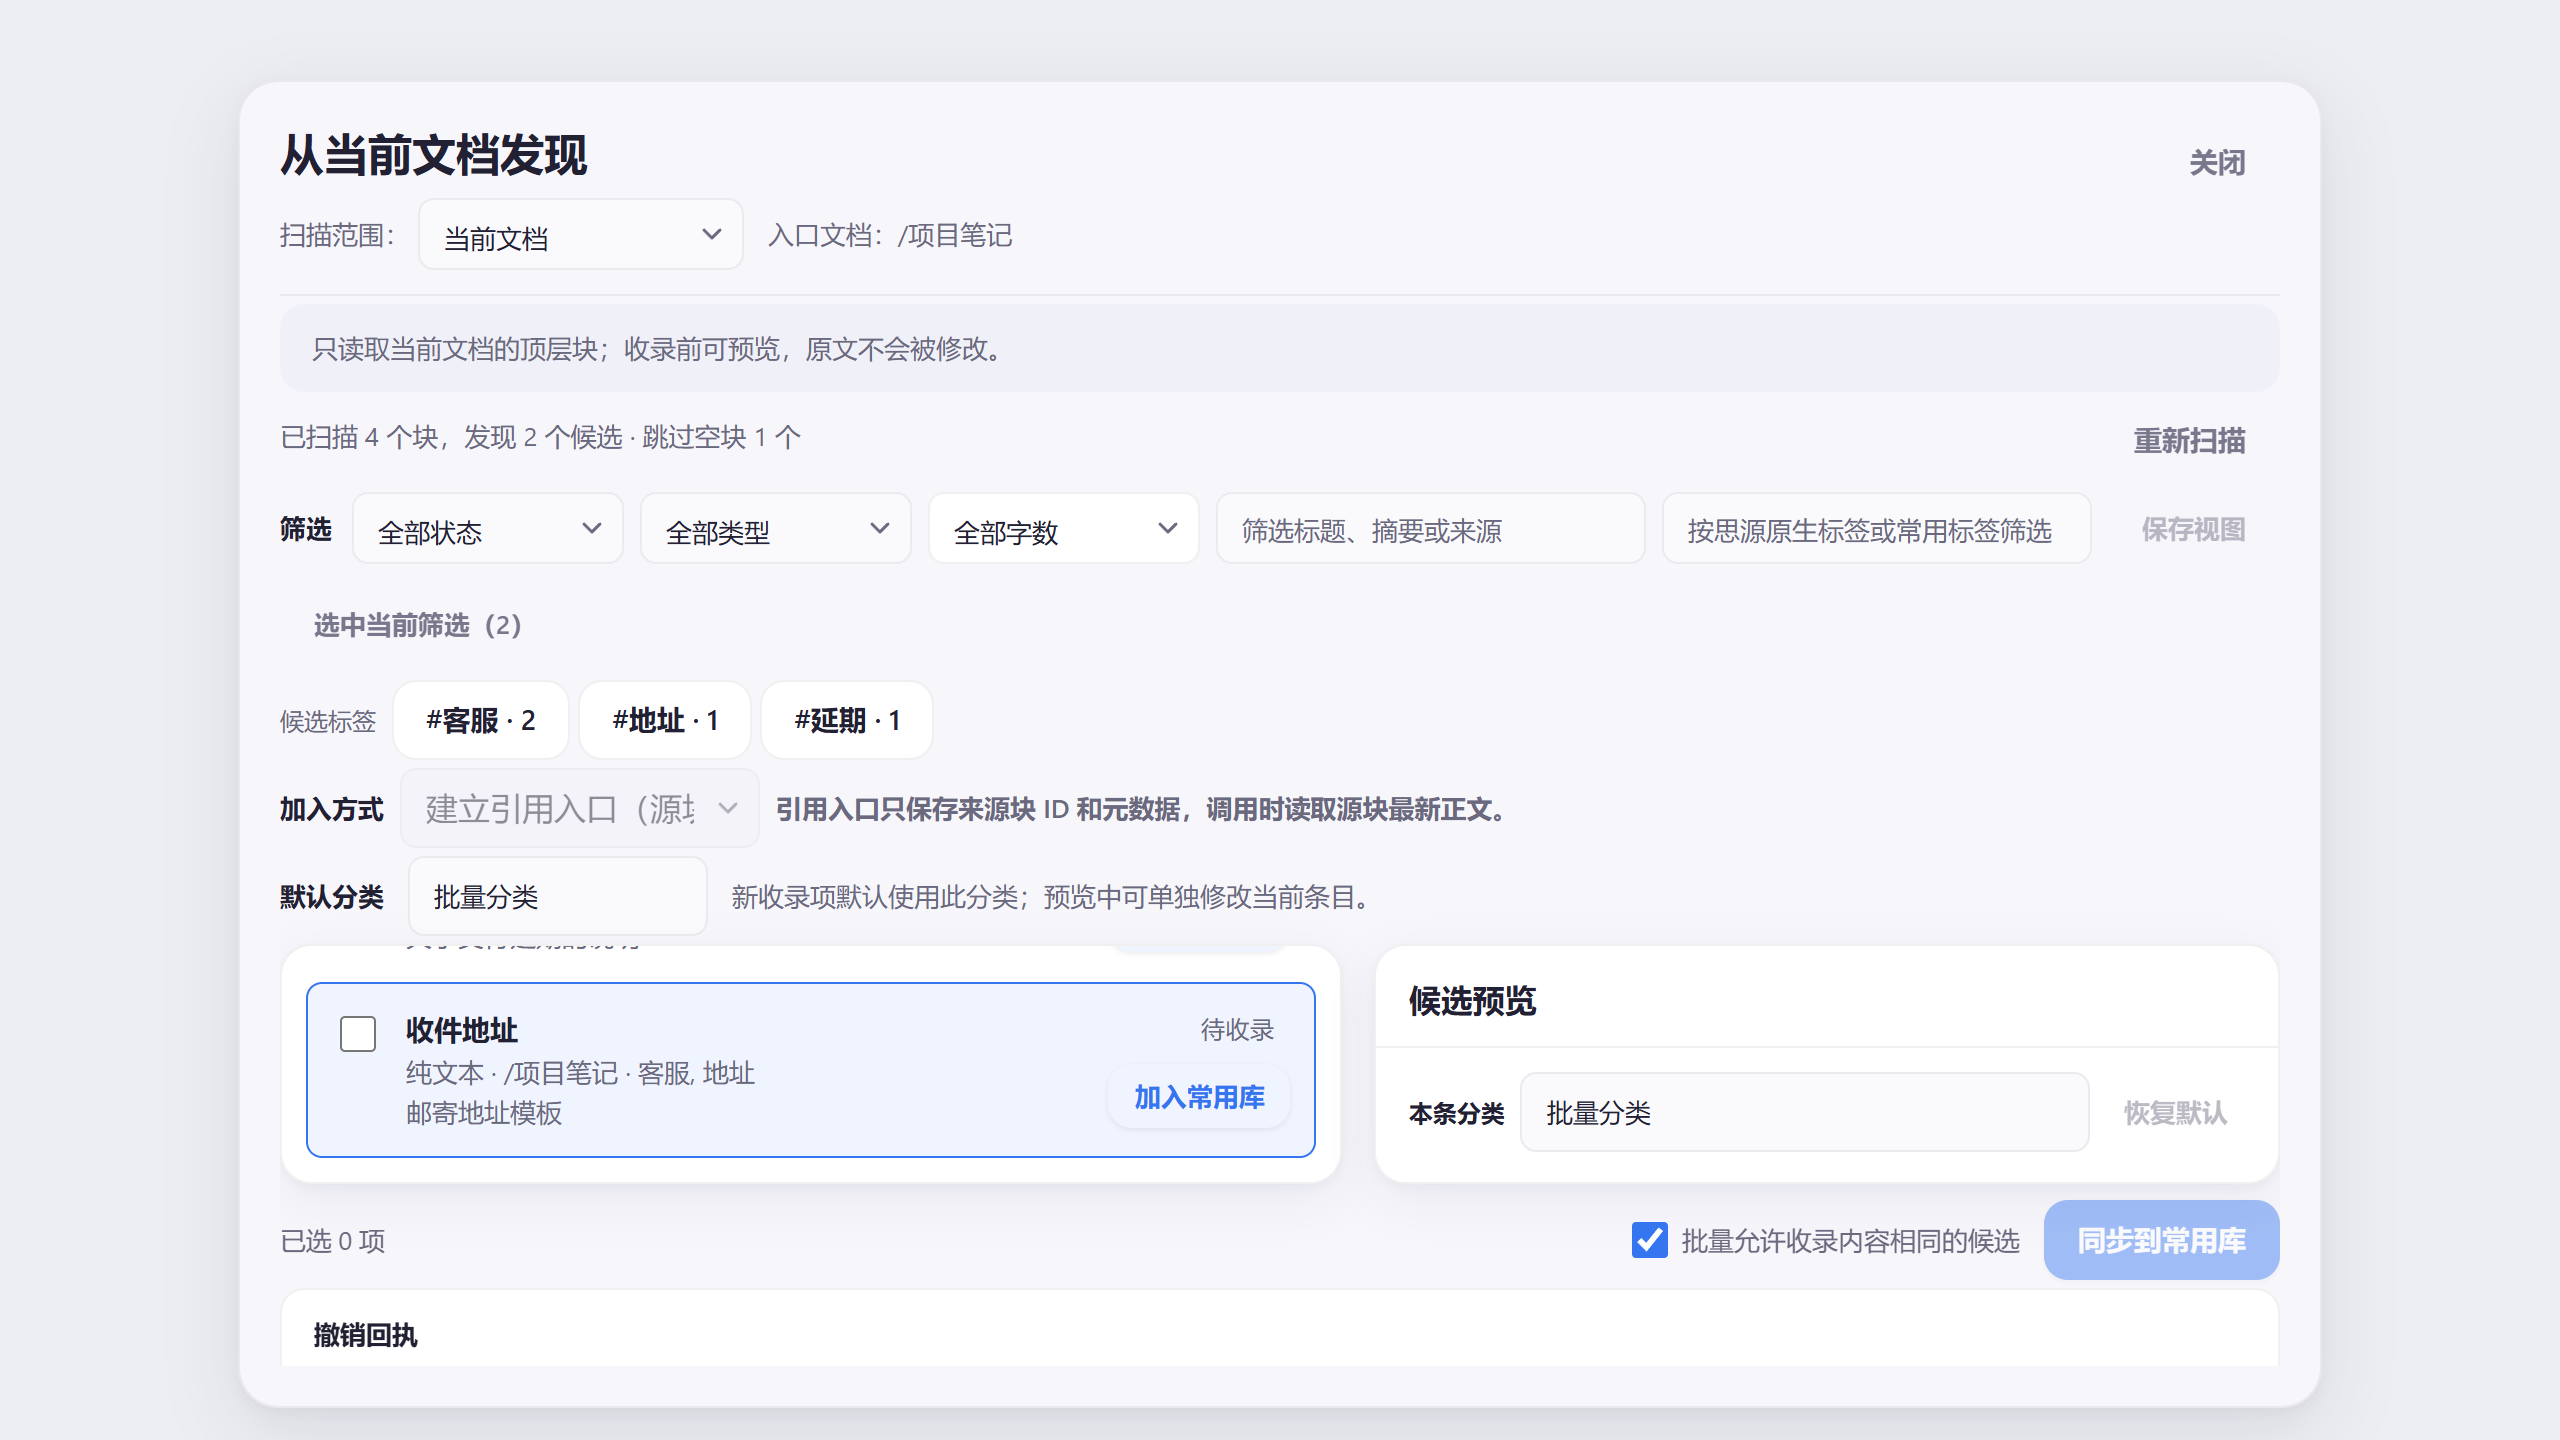 从当前文档发现
关闭
扫描范围：
当前文档
入口文档：/项目笔记
只读取当前文档的顶层块；收录前可预览，原文不会被修改。
已扫描 4 个块，发现 2 个候选 · 跳过空块 1 个
重新扫描
筛选
全部状态
全部类型
全部字数
筛选标题、摘要或来源
按思源原生标签或常用标签筛选
保存视图
选中当前筛选（2）
候选标签
#客服 · 2
#地址 · 1
#延期 · 1
加入方式
建立引用入口（源
引用入口只保存来源块 ID 和元数据，调用时读取源块最新正文。
默认分类
批量分类
新收录项默认使用此分类；预览中可单独修改当前条目。
收件地址
待收录
纯文本 · /项目笔记 · 客服, 地址
邮寄地址模板
加入常用库
候选预览
本条分类
批量分类
恢复默认
已选 0 项
批量允许收录内容相同的候选
同步到常用库
撤销回执